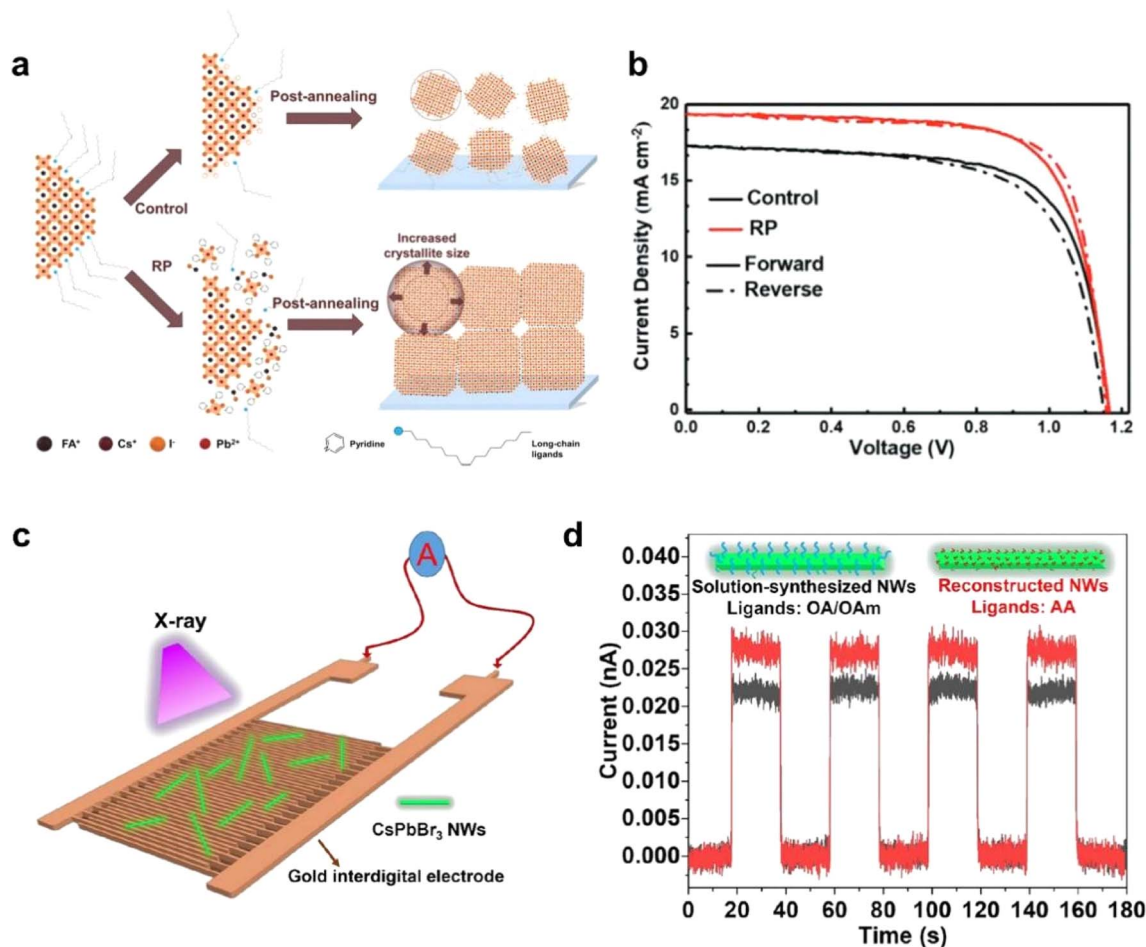 a
Post-annealing
Control
RP
Increased
crystallite size
Post-annealing
FA⁺
Cs⁺
I⁻
Pb²⁺
Pyridine
Long-chain
ligands
b
20
15
10
5
0
0.0
0.2
0.4
0.6
0.8
1.0
1.2
Current Density (mA cm⁻²)
Voltage (V)
Control
RP
Forward
Reverse
c
A
X-ray
CsPbBr₃ NWs
Gold interdigital electrode
d
0.040
0.035
0.030
0.025
0.020
0.015
0.010
0.005
0.000
0
20
40
60
80
100
120
140
160
180
Current (nA)
Time (s)
Solution-synthesized NWs
Ligands: OA/OAm
Reconstructed NWs
Ligands: AA